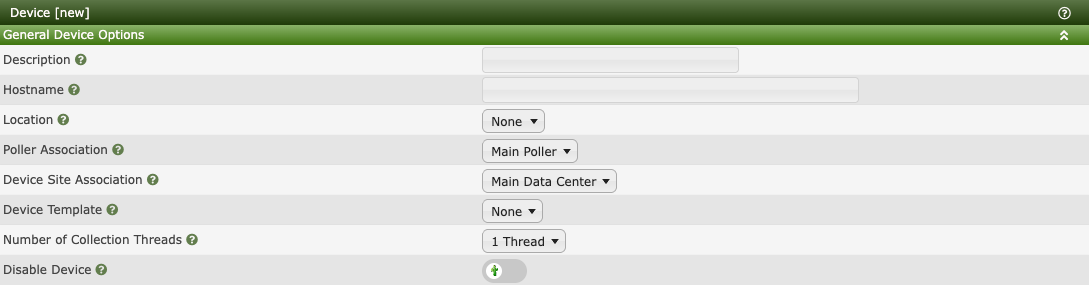 Device [new]
General Device Options
Description
Hostname
Location None
Poller Association Main Poller
Device Site Association Main Data Center
Device Template None
Number of Collection Threads 1 Thread
Disable Device